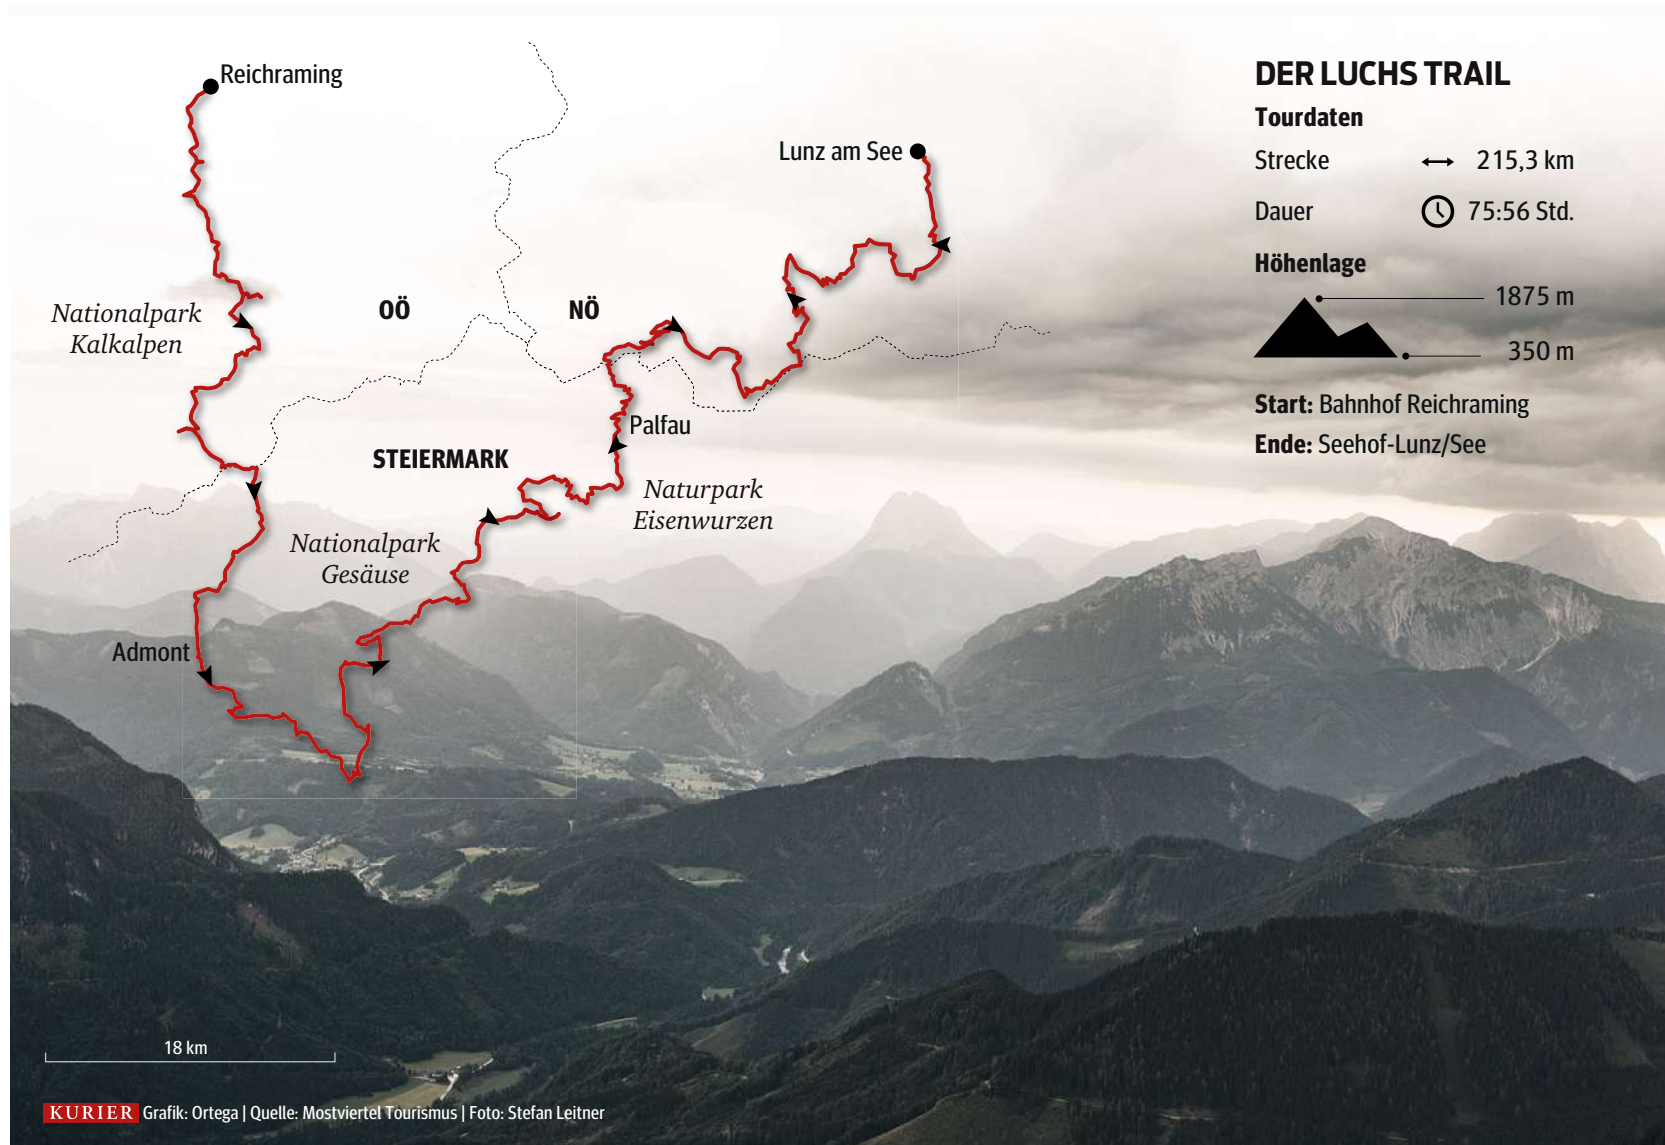 Reichraming
Lunz am See
Nationalpark
Kalkalpen
OÖ
NÖ
Palfau
STEIERMARK
Naturpark
Eisenwurzen
Nationalpark
Gesäuse
Admont
DER LUCHS TRAIL
Tourdaten
Strecke 215,3 km
Dauer 75:56 Std.
Höhenlage
1875 m
350 m
Start: Bahnhof Reichraming
Ende: Seehof-Lunz/See
18 km
KURIER Grafik: Ortega | Quelle: Mostviertel Tourismus | Foto: Stefan Leitner